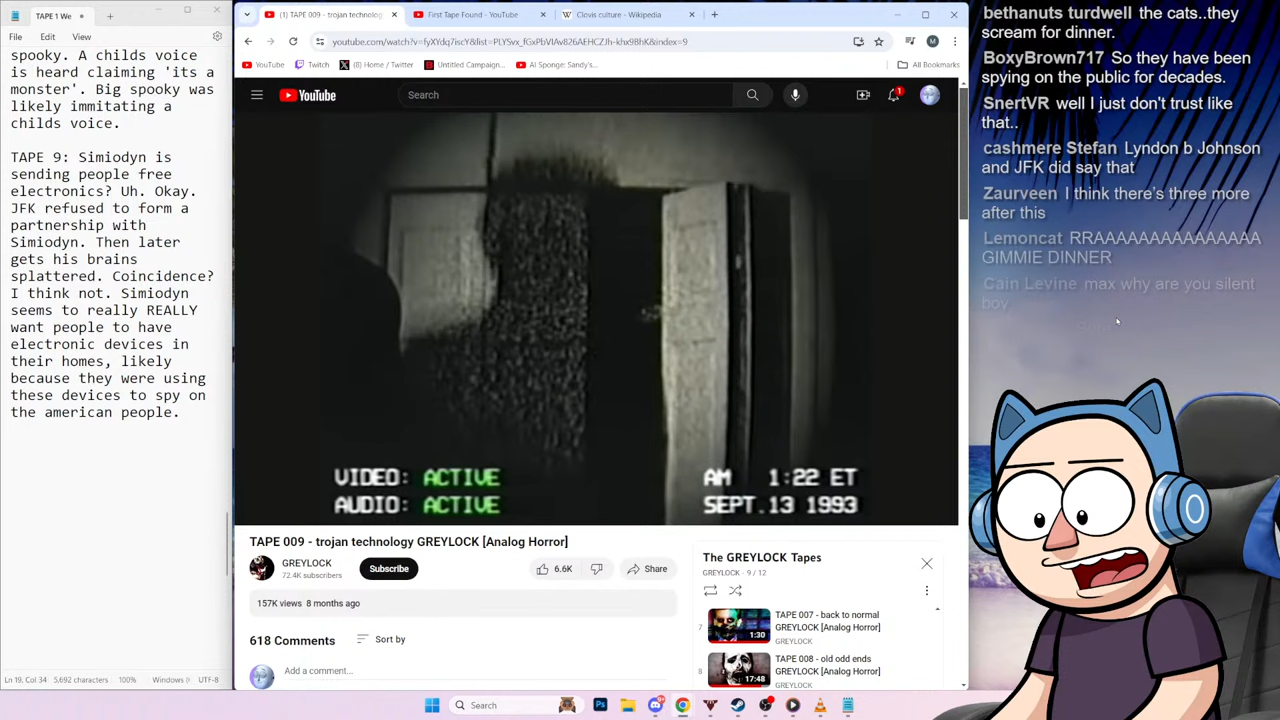 TAPE 1 We
File Edit View
spooky. A childs voice
is heard claiming 'its a
monster'. Big spooky was
likely immitating a
childs voice.
TAPE 9: Simiodyn is
sending people free
electronics? Uh. Okay.
JFK refused to form a
partnership with
Simiodyn. Then later
gets his brains
splattered. Coincidence?
I think not. Simiodyn
seems to really REALLY
want people to have
electronic devices in
their homes, likely
because they were using
these devices to spy on
the american people.
Ln 19, Col 34 5,692 characters 100% Windows ( UTF-8
(1) TAPE 009 - trojan technolog
First Tape Found - YouTube
Clovis culture - Wikipedia
youtube.com/watch?v=fyXYdq7iscY&list=PLYSvx_fGxPbVIAv826AEHCZJh-khx9BhK&index=9
M
YouTube
Twitch
(8) Home / Twitter
Untitled Campaign...
AI Sponge: Sandy's...
All Bookmarks
YouTube
Search
1
VIDEO: ACTIVE
AUDIO: ACTIVE
AM 1:22 ET
SEPT.13 1993
TAPE 009 - trojan technology GREYLOCK [Analog Horror]
GREYLOCK
72.4K subscribers
Subscribe
6.6K
Share
157K views 8 months ago
618 Comments
Sort by
Add a comment...
The GREYLOCK Tapes
GREYLOCK - 9 / 12
7
1:30
TAPE 007 - back to normal
GREYLOCK [Analog Horror]
GREYLOCK
8
17:48
TAPE 008 - old odd ends
GREYLOCK [Analog Horror]
GREYLOCK
bethanuts turdwell the cats..they
scream for dinner.
BoxyBrown717 So they have been
spying on the public for decades.
SnertVR well I just don't trust like
that..
cashmere Stefan Lyndon b Johnson
and JFK did say that
Zaurveen I think there's three more
after this
Lemoncat RRAAAAAAAAAAAAAAA
GIMMIE DINNER
Cain Levine max why are you silent
boy
Search